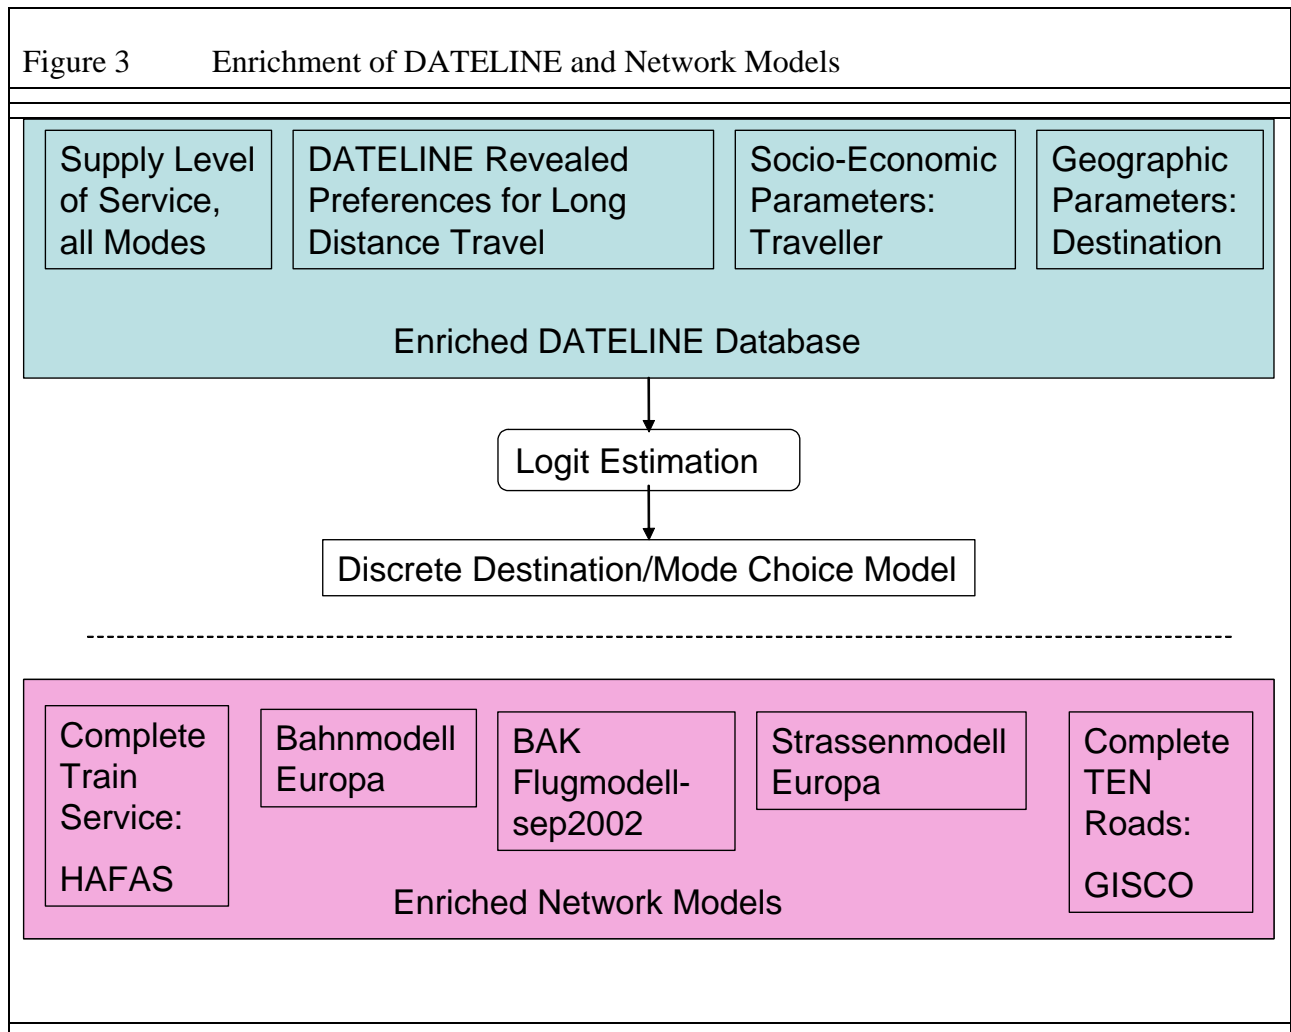 Figure 3 Enrichment of DATELINE and Network Models
Supply Level
of Service,
all Modes
DATELINE Revealed
Preferences for Long
Distance Travel
Socio-Economic
Parameters:
Traveller
Geographic
Parameters:
Destination
Enriched DATELINE Database
Logit Estimation
Discrete Destination/Mode Choice Model
Complete
Train
Service:
HAFAS
Bahnmodell
Europa
BAK
Flugmodell-
sep2002
Strassenmodell
Europa
Complete
TEN
Roads:
GISCO
Enriched Network Models